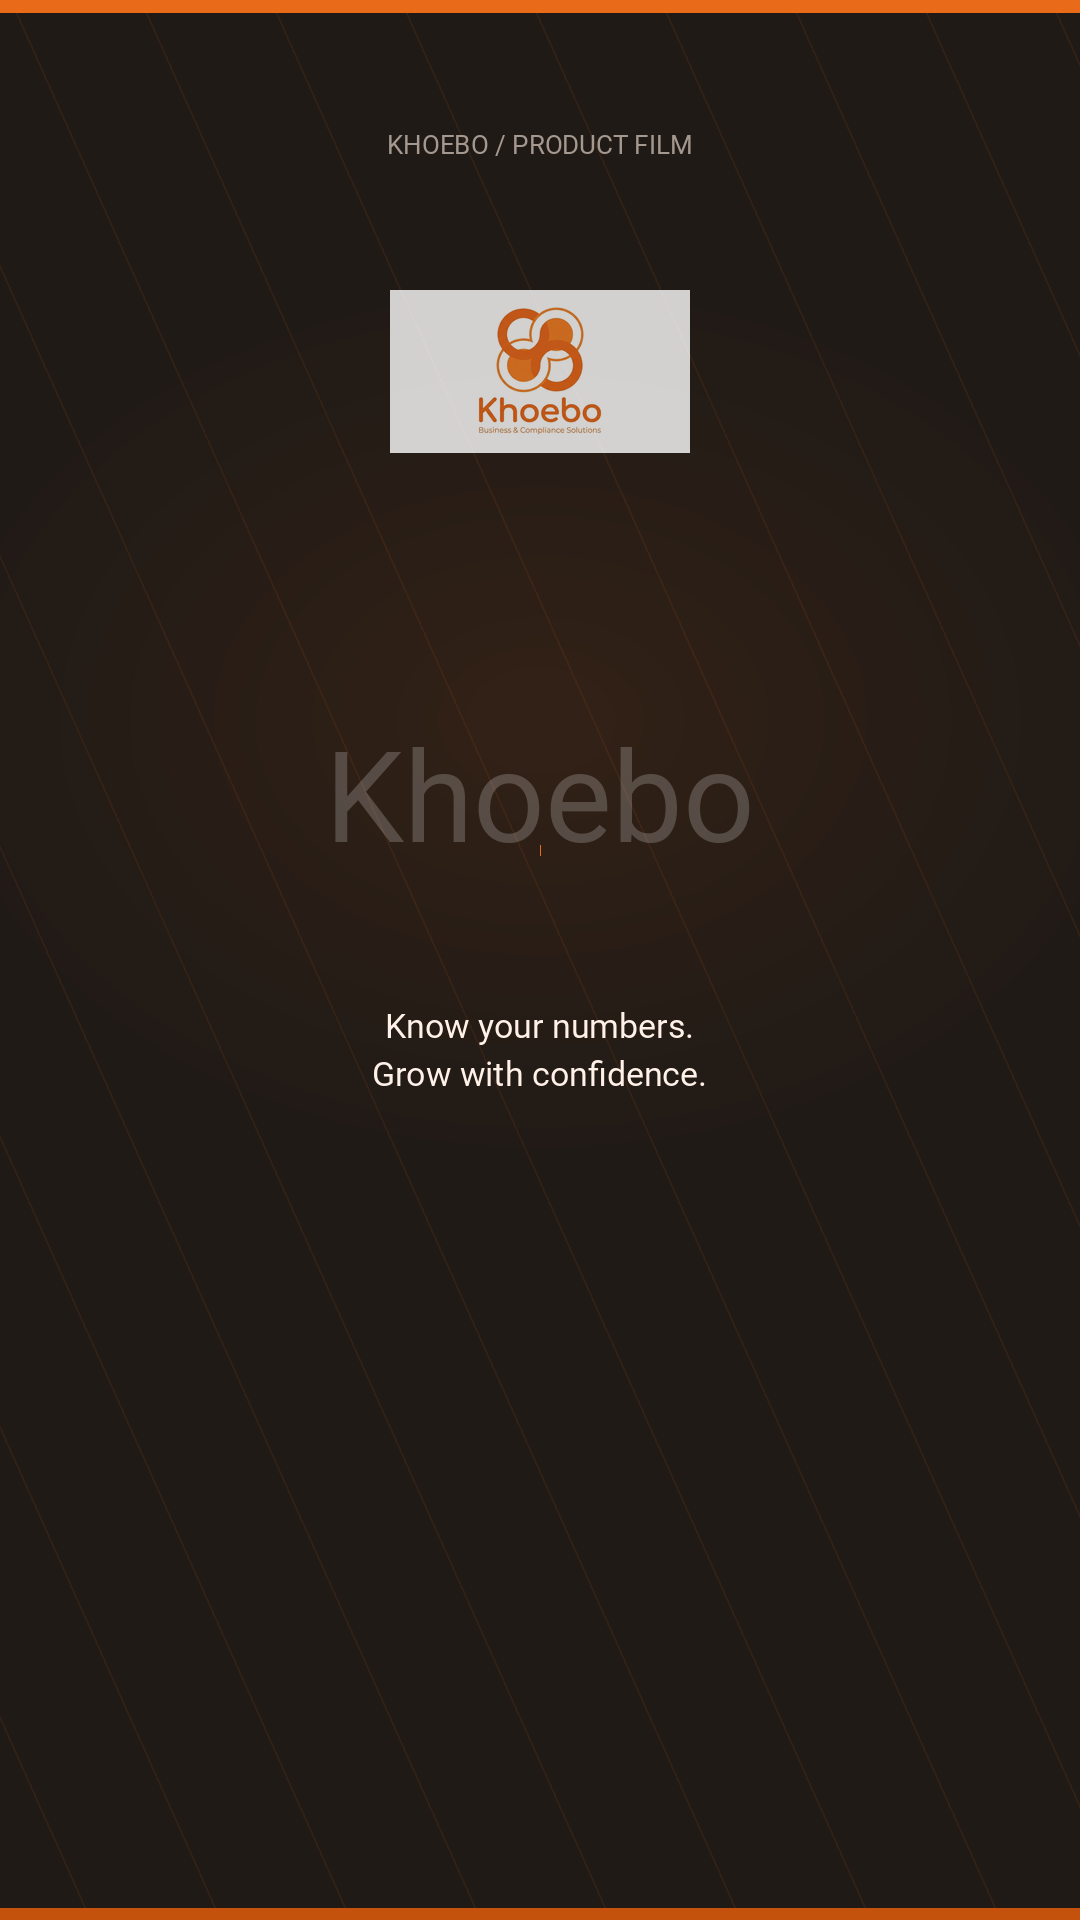 KHOEBO / PRODUCT FILM
Khoebo
Business & Compliance Solutions
Khoebo
Know your numbers.
Grow with confidence.